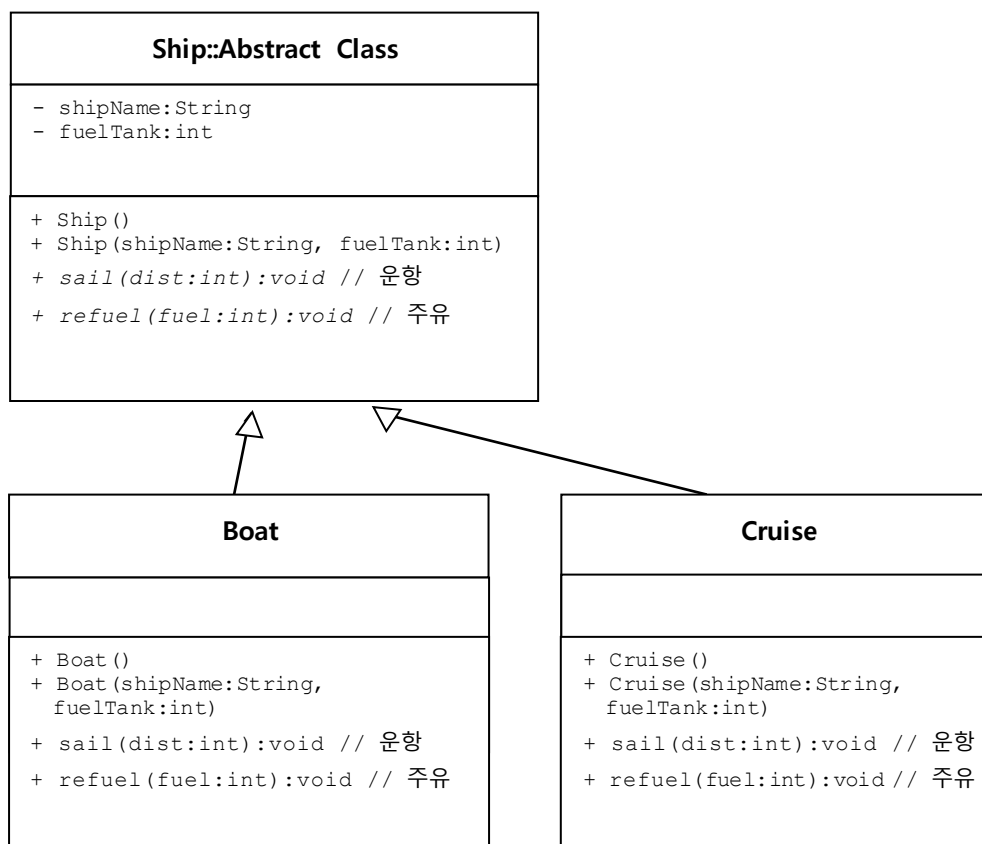 Ship::Abstract Class
- shipName:String
- fuelTank:int
+ Ship()
+ Ship(shipName:String, fuelTank:int)
+ sail(dist:int):void // 운항
+ refuel(fuel:int):void // 주유
Boat
+ Boat()
+ Boat(shipName:String,
fuelTank:int)
+ sail(dist:int):void // 운항
+ refuel(fuel:int):void // 주유
Cruise
+ Cruise()
+ Cruise(shipName:String,
fuelTank:int)
+ sail(dist:int):void // 운항
+ refuel(fuel:int):void // 주유